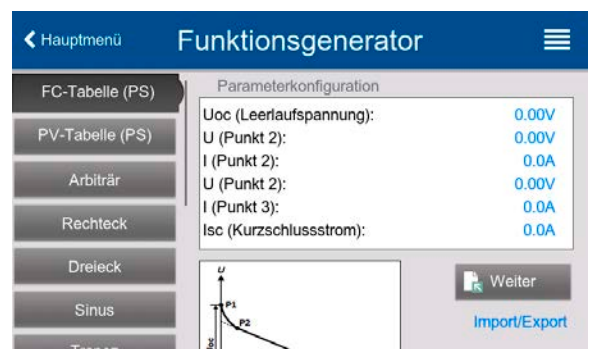 Hauptmenü
Funktionsgenerator
FC-Tabelle (PS)
PV-Tabelle (PS)
Arbiträr
Rechteck
Dreieck
Sinus
Parameterkonfiguration
Uoc (Leerlaufspannung): 0.00V
U (Punkt 2): 0.00V
I (Punkt 2): 0.0A
U (Punkt 2): 0.00V
I (Punkt 3): 0.0A
Isc (Kurzschlussstrom): 0.0A
U
P1
P2
Weiter
Import/Export